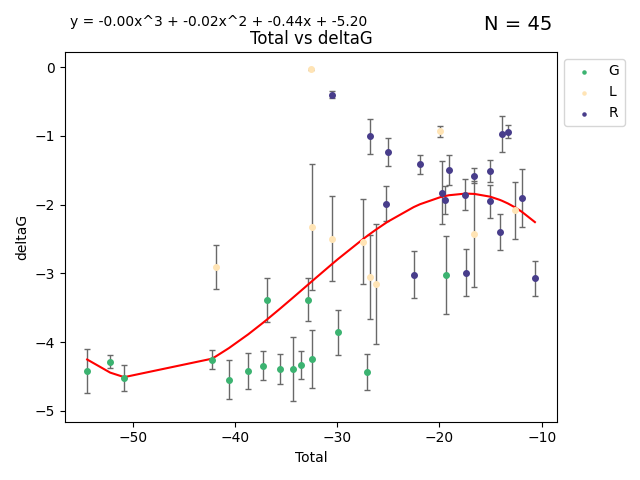 y = -0.00x^3 + -0.02x^2 + -0.44x + -5.20
N = 45
Total vs deltaG
G
L
R
deltaG
0
−1
−2
−3
−4
−5
−50
−40
−30
−20
−10
Total